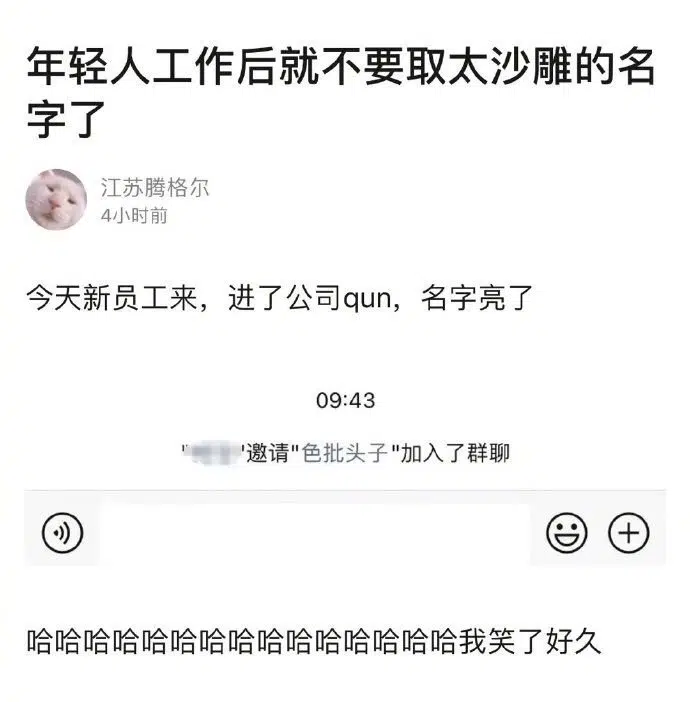 年轻人工作后就不要取太沙雕的名
字了
江苏腾格尔
4小时前
今天新员工来，进了公司qun，名字亮了
09:43
"邀请"色批头子"加入了群聊
哈哈哈哈哈哈哈哈哈哈哈哈哈哈哈我笑了好久